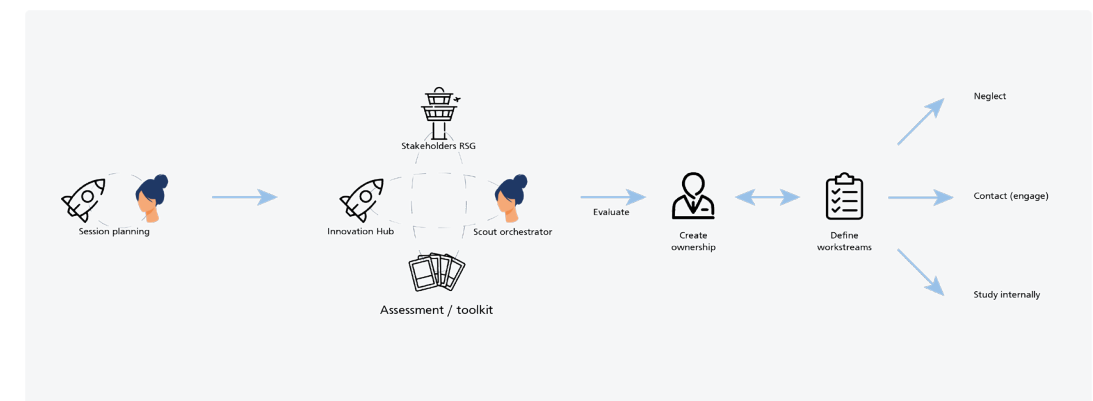 Session planning
Stakeholders RSG
Innovation Hub
Scout orchestrator
Assessment / toolkit
Evaluate
Create
ownership
Define
workstreams
Neglect
Contact (engage)
Study internally